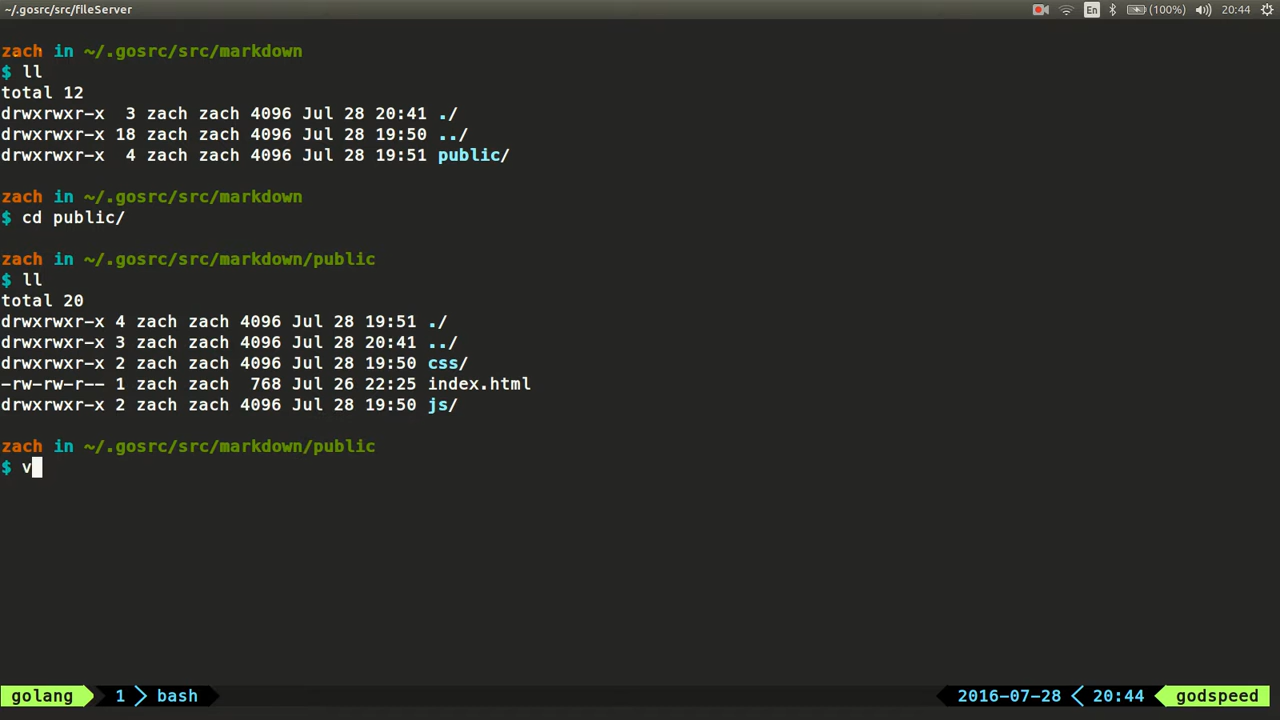 ~/.gosrc/src/fileServer En (100%) 20:44
zach in ~/.gosrc/src/markdown
$ ll
total 12
drwxrwxr-x  3 zach zach 4096 Jul 28 20:41 ./
drwxrwxr-x 18 zach zach 4096 Jul 28 19:50 ../
drwxrwxr-x  4 zach zach 4096 Jul 28 19:51 public/
zach in ~/.gosrc/src/markdown
$ cd public/
zach in ~/.gosrc/src/markdown/public
$ ll
total 20
drwxrwxr-x 4 zach zach 4096 Jul 28 19:51 ./
drwxrwxr-x 3 zach zach 4096 Jul 28 20:41 ../
drwxrwxr-x 2 zach zach 4096 Jul 28 19:50 css/
-rw-rw-r-- 1 zach zach  768 Jul 26 22:25 index.html
drwxrwxr-x 2 zach zach 4096 Jul 28 19:50 js/
zach in ~/.gosrc/src/markdown/public
$ v
golang 1 bash 2016-07-28 20:44 godspeed